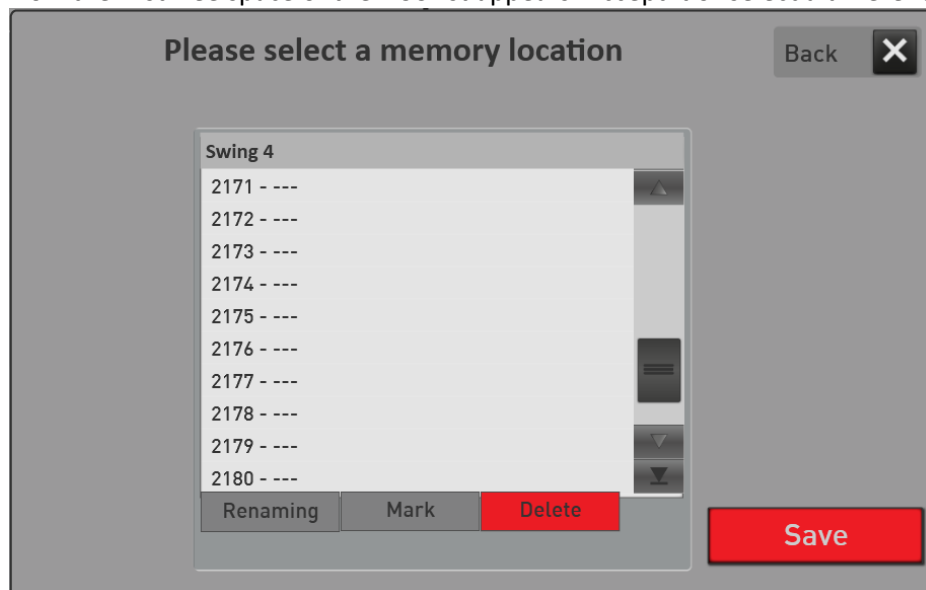 Please select a memory location
Back
Swing 4
2171 - ---
2172 - ---
2173 - ---
2174 - ---
2175 - ---
2176 - ---
2177 - ---
2178 - ---
2179 - ---
2180 - ---
Renaming Mark Delete
Save